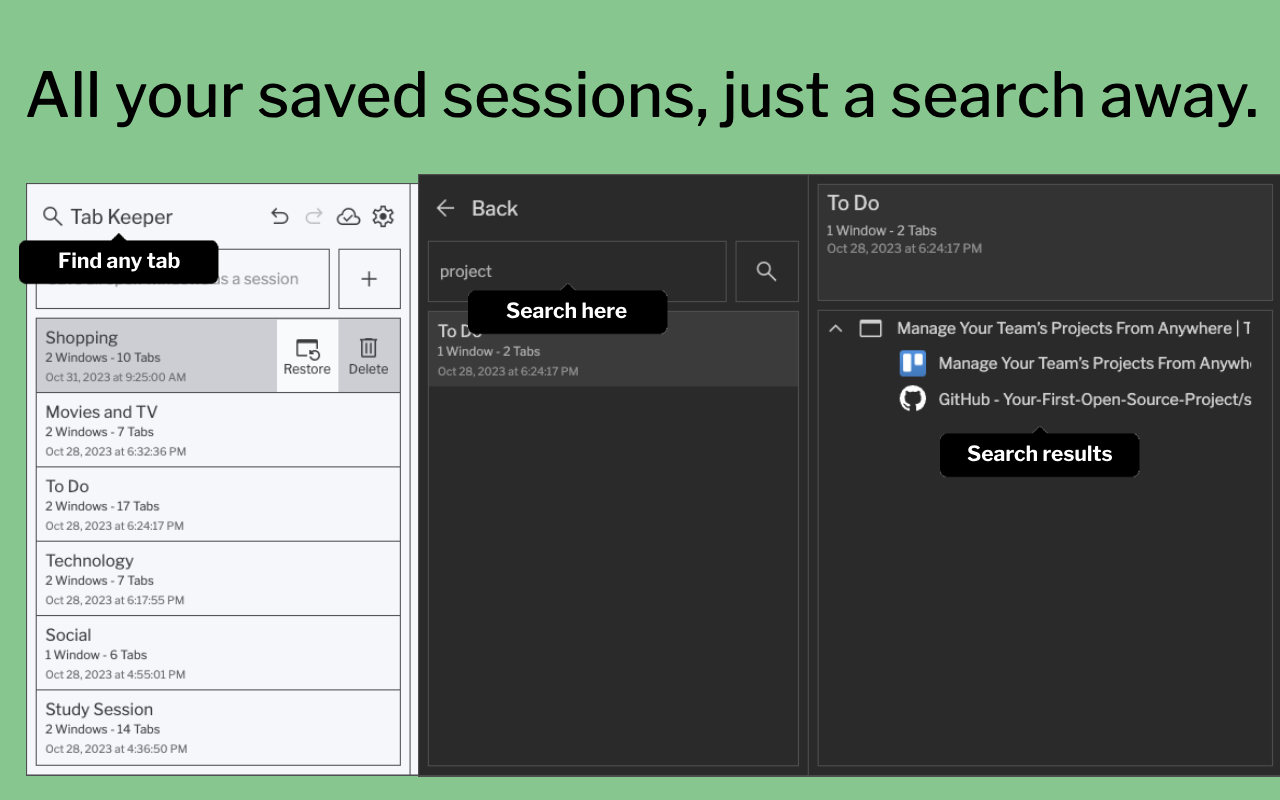 All your saved sessions, just a search away.
Tab Keeper
Find any tab
as a session
Shopping
2 Windows - 10 Tabs
Oct 31, 2023 at 9:25:00 AM
Restore
Delete
Movies and TV
2 Windows - 7 Tabs
Oct 28, 2023 at 6:32:36 PM
To Do
2 Windows - 17 Tabs
Oct 28, 2023 at 6:24:17 PM
Technology
2 Windows - 7 Tabs
Oct 28, 2023 at 6:17:55 PM
Social
1 Window - 6 Tabs
Oct 28, 2023 at 4:55:01 PM
Study Session
2 Windows - 14 Tabs
Oct 28, 2023 at 4:36:50 PM
Back
project
Search here
To Do
1 Window - 2 Tabs
Oct 28, 2023 at 6:24:17 PM
To Do
1 Window - 2 Tabs
Oct 28, 2023 at 6:24:17 PM
Manage Your Team's Projects From Anywhere | T
Manage Your Team's Projects From Anywh
GitHub - Your-First-Open-Source-Project/s
Search results